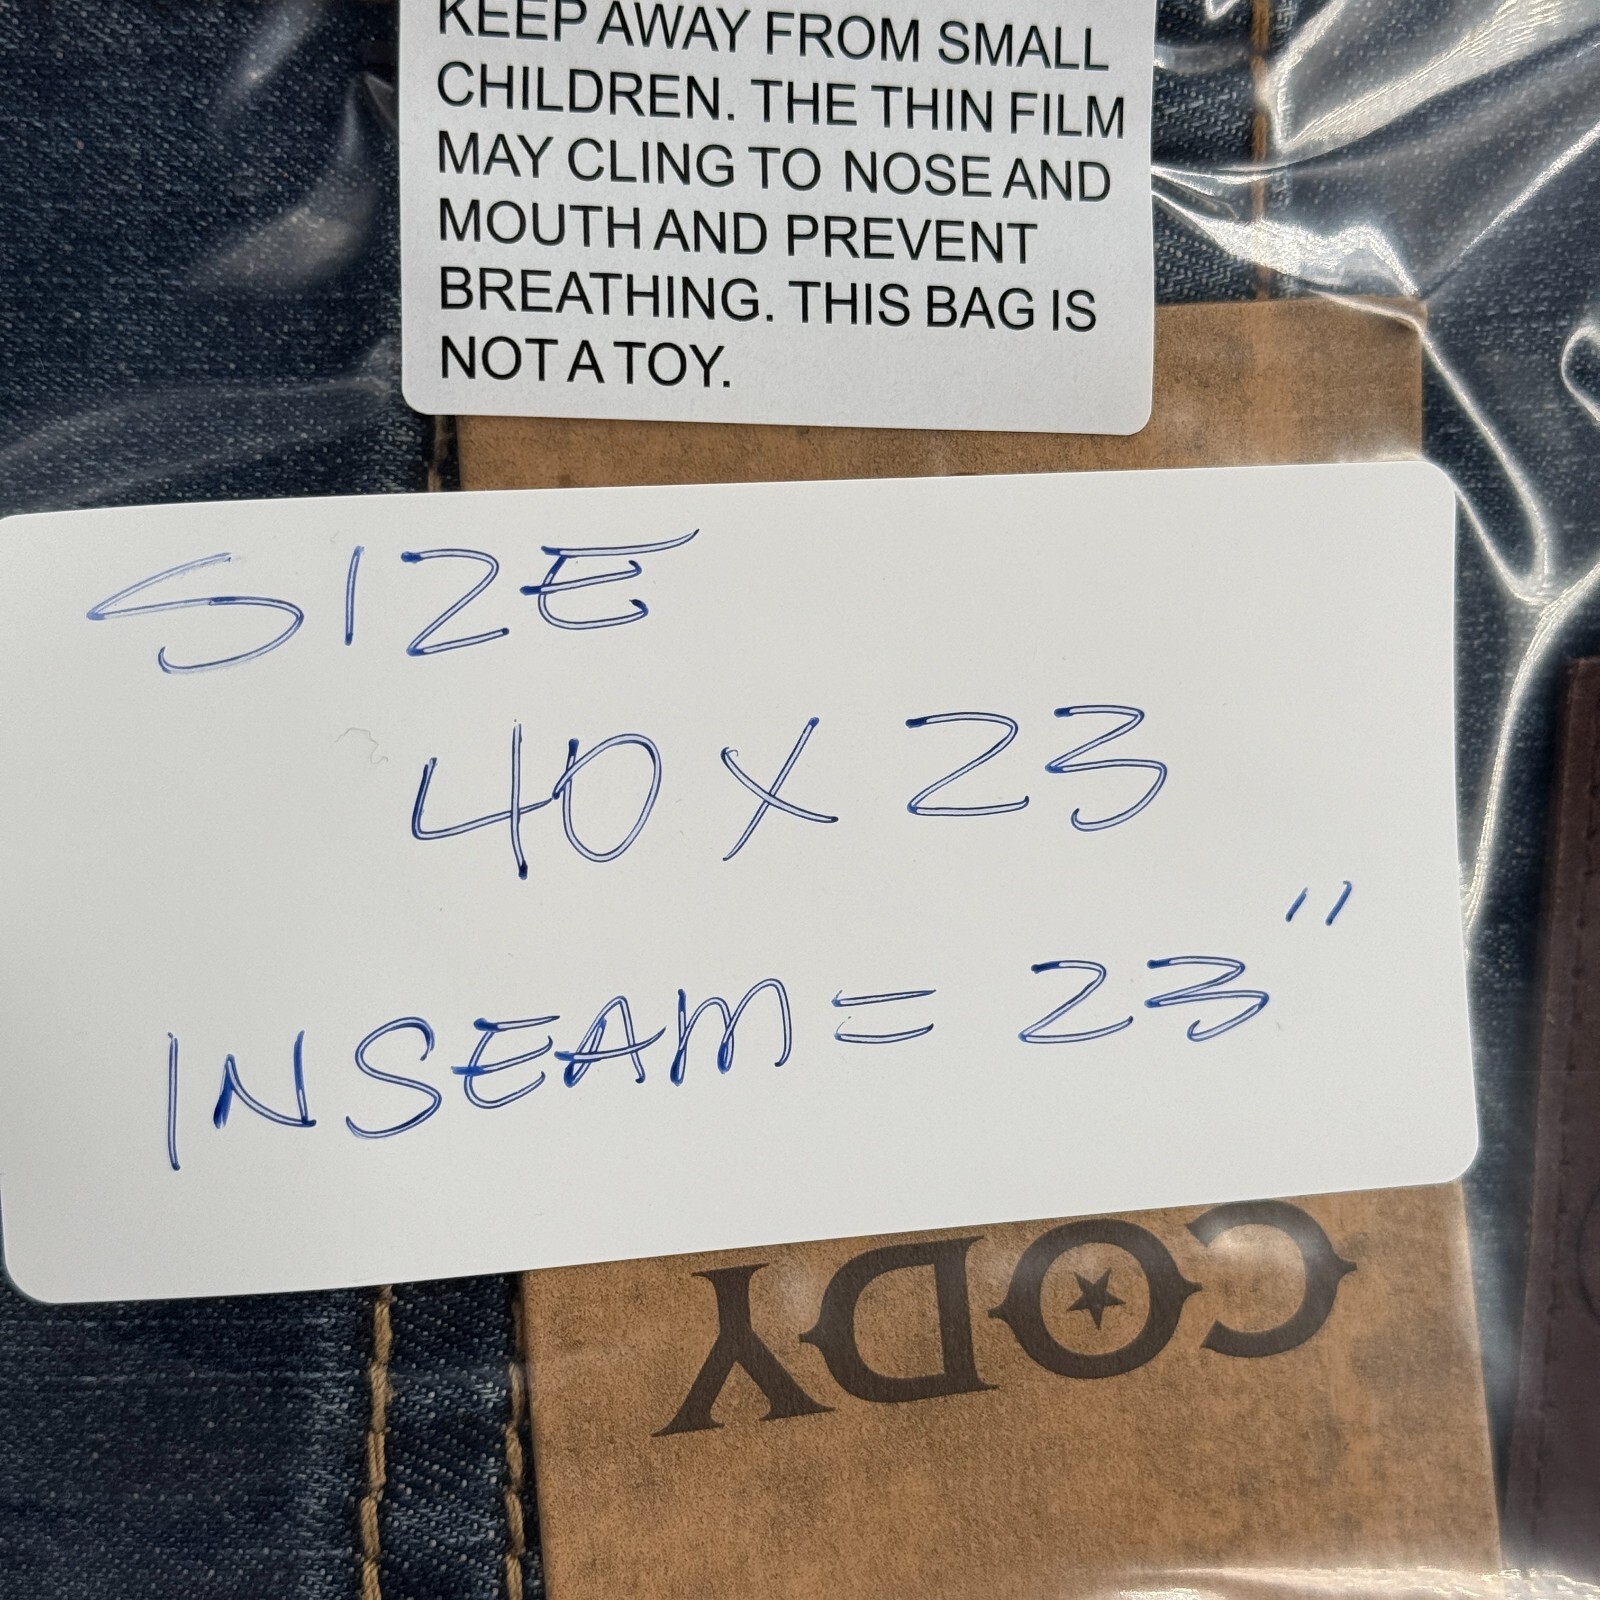 KEEP AWAY FROM SMALL
CHILDREN. THE THIN FILM
MAY CLING TO NOSE AND
MOUTH AND PREVENT
BREATHING. THIS BAG IS
NOT A TOY.
SIZE
40 X 23
INSEAM = 23"
CODY